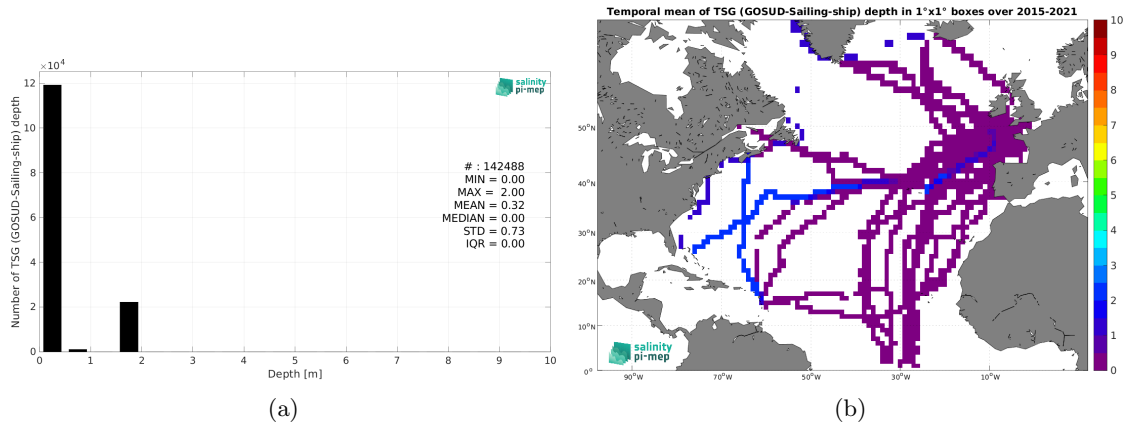 ×10⁴
12
10
8
6
4
2
0
0 1 2 3 4 5 6 7 8 9 10
Number of TSG (GOSUD-Sailing-ship) depth
Depth [m]
salinity
pi-mep
# : 142488
MIN = 0.00
MAX = 2.00
MEAN = 0.32
MEDIAN = 0.00
STD = 0.73
IQR = 0.00
(a)
Temporal mean of TSG (GOSUD-Sailing-ship) depth in 1°x1° boxes over 2015-2021
50°N
40°N
30°N
20°N
10°N
0°
90°W 70°W 50°W 30°W 10°W
salinity
pi-mep
10
9
8
7
6
5
4
3
2
1
0
(b)